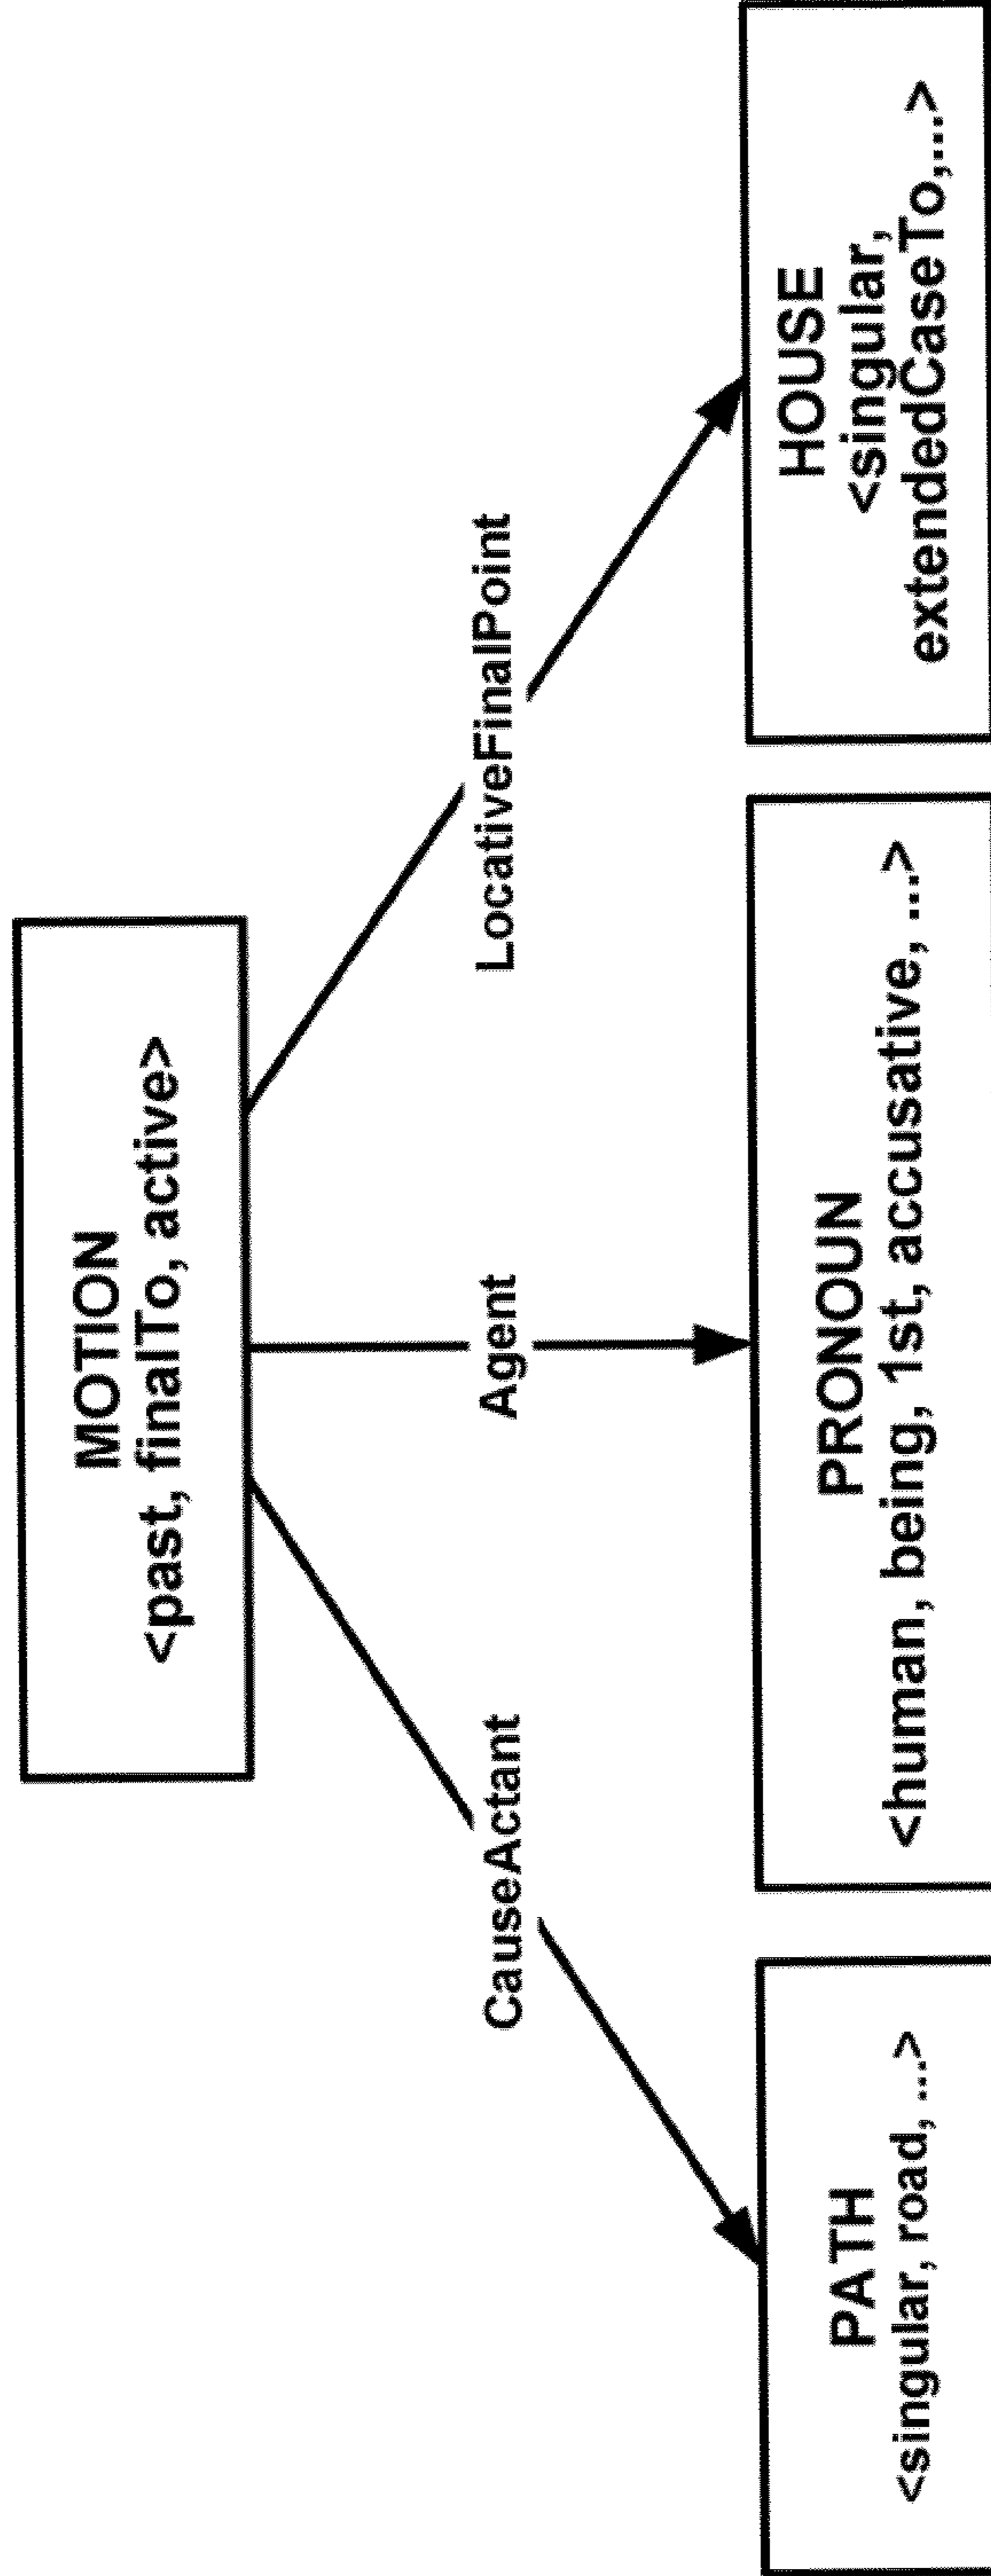 MOTION
<past, finalTo, active>
CauseActant
Agent
LocativeFinalPoint
PATH
<singular, road, ...>
PRONOUN
<human, being, 1st, accusative, ...>
HOUSE
<singular,
extendedCaseTo,...>